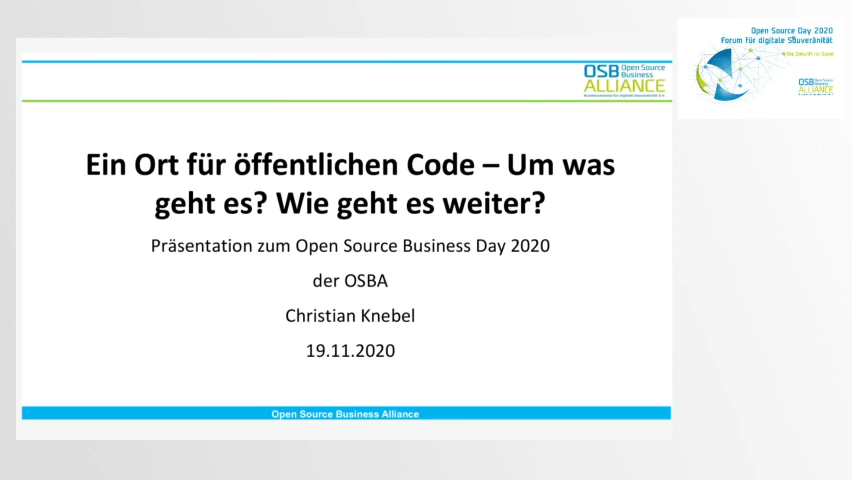 Open Source Day 2020
Forum für digitale Souveränität
OSB Open Source
Business
ALLIANCE
Ein Ort für öffentlichen Code – Um was
geht es? Wie geht es weiter?
Präsentation zum Open Source Business Day 2020
der OSBA
Christian Knebel
19.11.2020
Open Source Business Alliance
OSB Open Source
Business
ALLIANCE